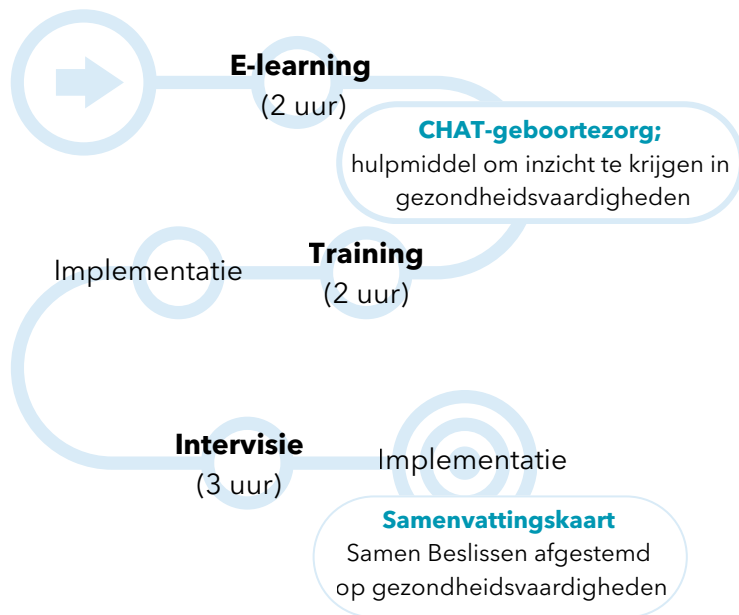 E-learning
(2 uur)
CHAT-geboortezorg;
hulpmiddel om inzicht te krijgen in
gezondheidsvaardigheden
Training
(2 uur)
Implementatie
Intervisie
(3 uur)
Implementatie
Samenvattingskaart
Samen Beslissen afgestemd
op gezondheidsvaardigheden